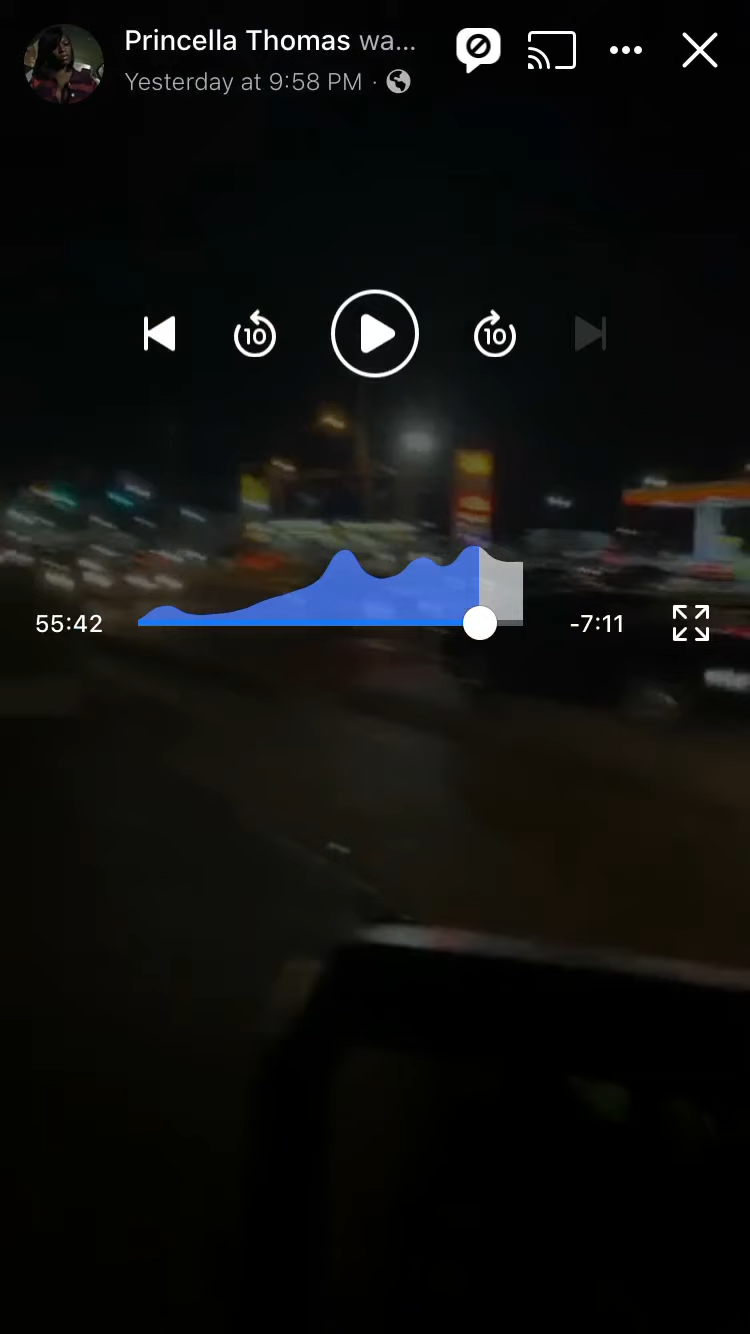 Princella Thomas wa...
Yesterday at 9:58 PM ·
10
10
55:42
-7:11